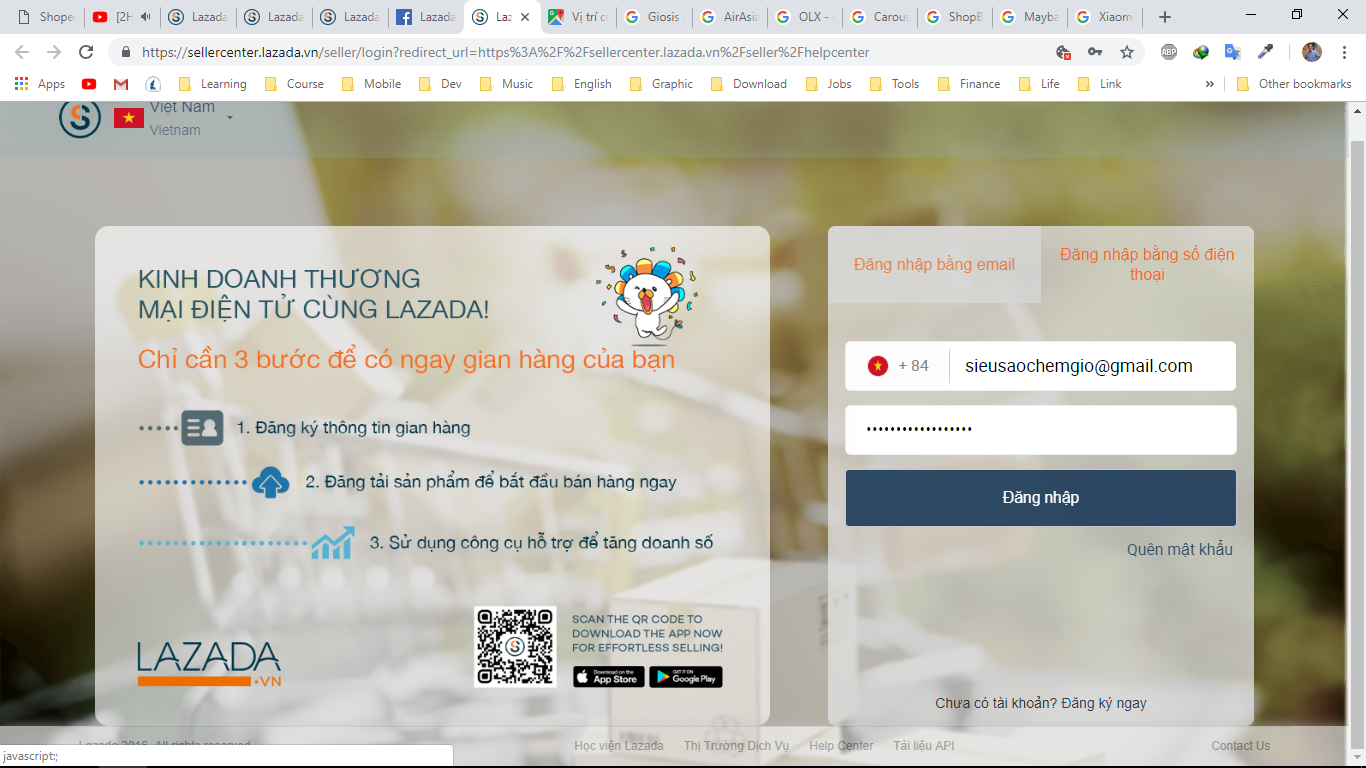 Shopee
[2H
Lazada
Lazada
Lazada
Lazada
Laz
Vị trí c
Giosis
AirAsia
OLX -
Carous
ShopB
Mayba
Xiaom
https://sellercenter.lazada.vn/seller/login?redirect_url=https%3A%2F%2Fsellercenter.lazada.vn%2Fseller%2Fhelpcenter
ABP
Apps
Learning
Course
Mobile
Dev
Music
English
Graphic
Download
Jobs
Tools
Finance
Life
Link
»
Other bookmarks
Việt Nam
Vietnam
KINH DOANH THƯƠNG
MẠI ĐIỆN TỬ CÙNG LAZADA!
Chỉ cần 3 bước để có ngay gian hàng của bạn
1. Đăng ký thông tin gian hàng
2. Đăng tải sản phẩm để bắt đầu bán hàng ngay
3. Sử dụng công cụ hỗ trợ để tăng doanh số
LAZADA
.VN
SCAN THE QR CODE TO
DOWNLOAD THE APP NOW
FOR EFFORTLESS SELLING!
Download on the
App Store
GET IT ON
Google Play
Đăng nhập bằng email
Đăng nhập bằng số điện
thoại
+ 84
sieusaochemgio@gmail.com
••••••••••••••••••
Đăng nhập
Quên mật khẩu
Chưa có tài khoản? Đăng ký ngay
Lazada 2016. All rights reserved
Học viện Lazada
Thị Trường Dịch Vụ
Help Center
Tải liệu API
Contact Us
javascript:;